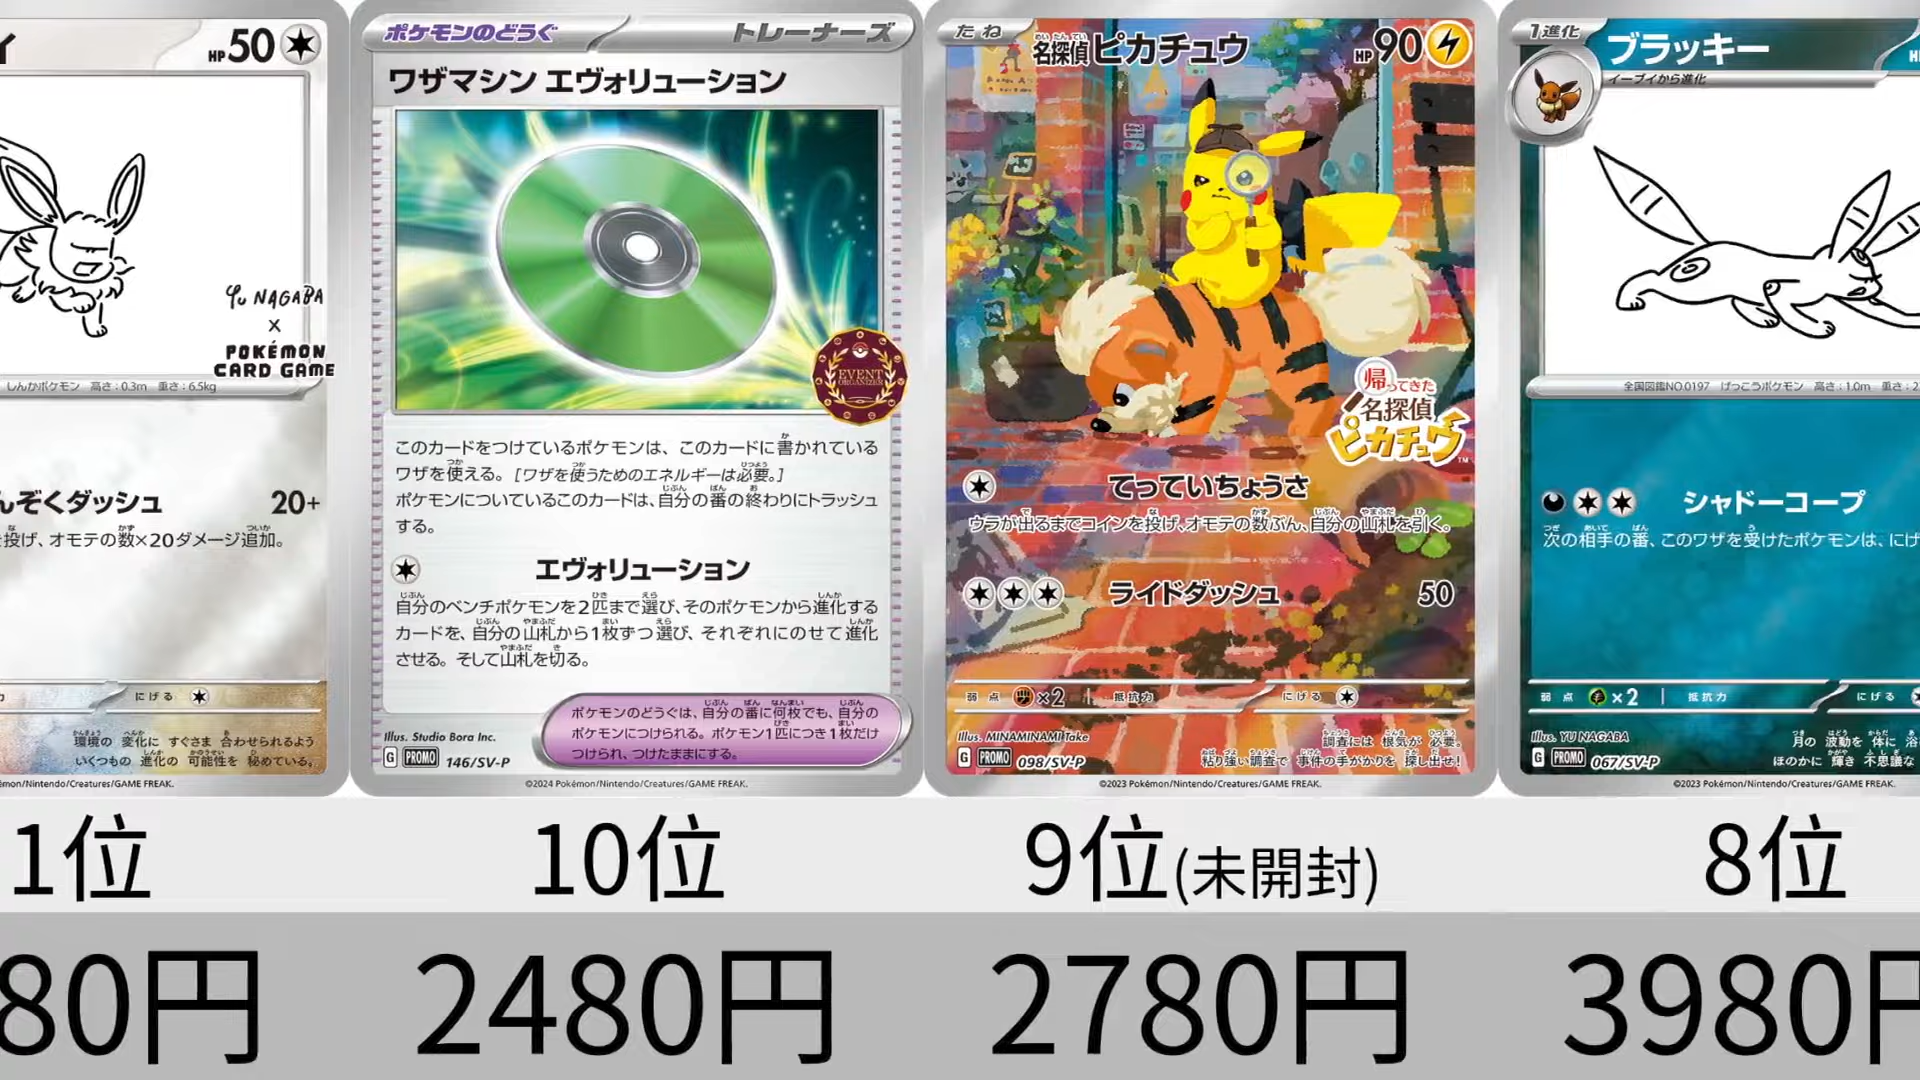 HP50
Yu NAGABA
×
POKÉMON
CARD GAME
しんかポケモン 高さ：0.3m 重さ：6.5kg
んぞくダッシュ 20+
投げ、オモテの数×20ダメージ追加。
にげる
環境の 変化に すぐさま 合わせられるよう
いくつもの 進化の 可能性を 秘めている。
émon/Nintendo/Creatures/GAME FREAK.
1位
80円
ポケモンのどうぐ トレーナーズ
ワザマシン エヴォリューション
EVENT
ORGANIZER
このカードをつけているポケモンは、このカードに書かれている
ワザを使える。［ワザを使うためのエネルギーは必要。］
ポケモンについているこのカードは、自分の番の終わりにトラッシュ
する。
エヴォリューション
自分のベンチポケモンを2匹まで選び、そのポケモンから進化する
カードを、自分の山札から1枚ずつ選び、それぞれにのせて進化
させる。そして山札を切る。
ポケモンのどうぐは、自分の番に何枚でも、自分の
ポケモンにつけられる。ポケモン1匹につき1枚だけ
つけられ、つけたままにする。
Illus. Studio Bora Inc.
G PROMO 146/SV-P
©2024 Pokémon/Nintendo/Creatures/GAME FREAK.
10位
2480円
たね 名探偵ピカチュウ HP90
帰ってきた
名探偵
ピカチュウ™
てっていちょうさ
ウラが出るまでコインを投げ、オモテの数ぶん、自分の山札を引く。
ライドダッシュ 50
弱点 ×2 抵抗力 にげる
Illus. MINAMINAMI Take
G PROMO 098/SV-P
調査には 根気が 必要。
粘り強い調査で 事件の手がかりを 探し出せ！
©2023 Pokémon/Nintendo/Creatures/GAME FREAK.
9位(未開封)
2780円
1進化 ブラッキー H
イーブイから進化
全国図鑑NO.0197 げっこうポケモン 高さ：1.0m 重さ：2
シャドーコープ
次の相手の番、このワザを受けたポケモンは、にげ
弱点 ×2 抵抗力 にげる
Illus. YU NAGABA
G PROMO 067/SV-P
月の 波動を 体に 浴
ほのかに 輝き 不思議な
©2023 Pokémon/Nintendo/Creatures/GAME FREAK.
8位
3980円